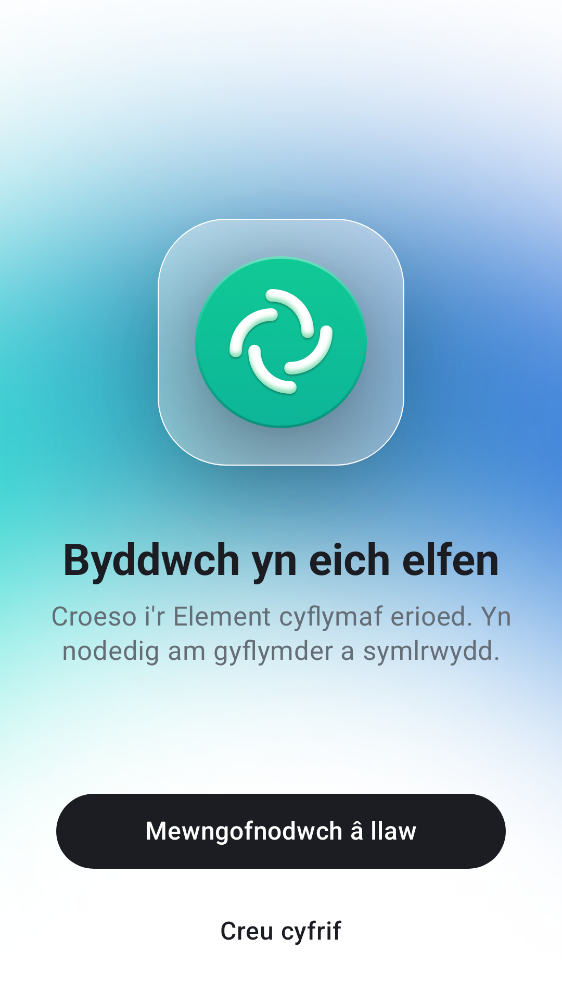 Byddwch yn eich elfen
Croeso i'r Element cyflymaf erioed. Yn
nodedig am gyflymder a symlrwydd.
Mewngofnodwch â llaw
Creu cyfrif